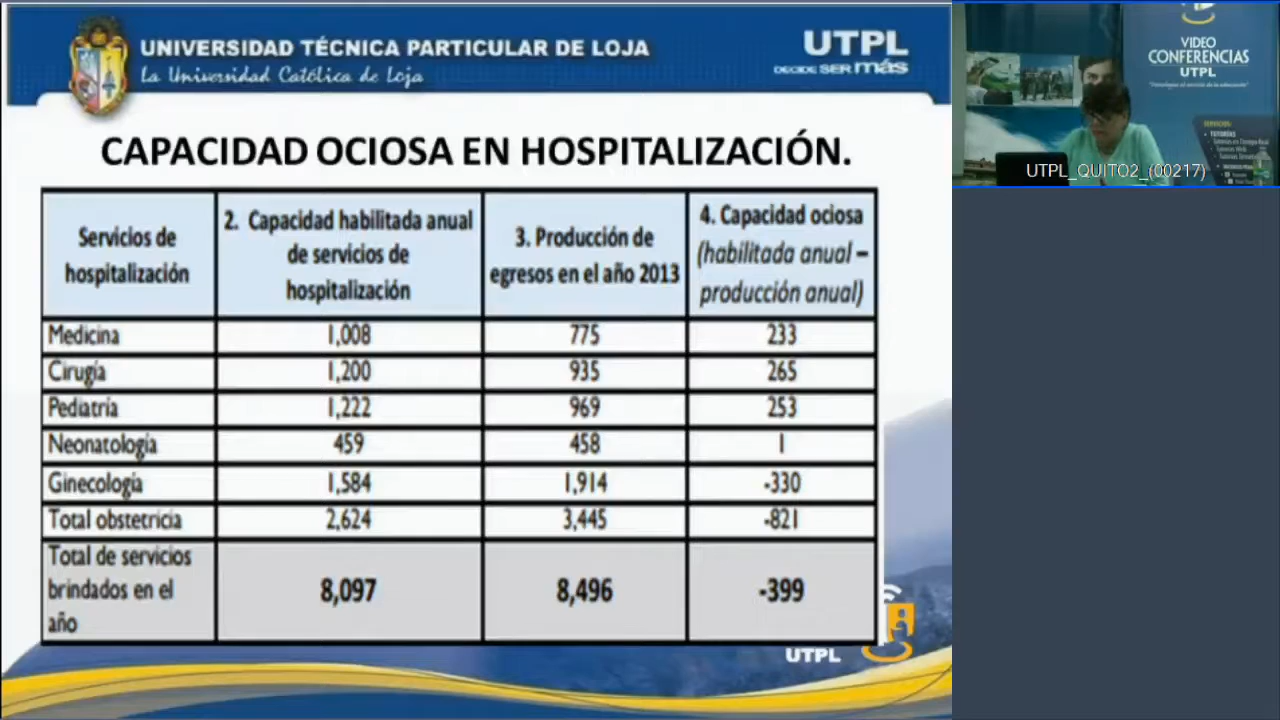 UNIVERSIDAD TÉCNICA PARTICULAR DE LOJA
La Universidad Católica de Loja
UTPL
DECIDE SER más
CAPACIDAD OCIOSA EN HOSPITALIZACIÓN.
Servicios de hospitalización
2. Capacidad habilitada anual de servicios de hospitalización
3. Producción de egresos en el año 2013
4. Capacidad ociosa (habilitada anual – producción anual)
Medicina 1,008 775 233
Cirugía 1,200 935 265
Pediatría 1,222 969 253
Neonatología 459 458 1
Ginecología 1,584 1,914 -330
Total obstetricia 2,624 3,445 -821
Total de servicios brindados en el año 8,097 8,496 -399
UTPL
VIDEO
CONFERENCIAS
UTPL
SERVICIOS:
TUTORÍAS
UTPL_QUITO2_(00217)